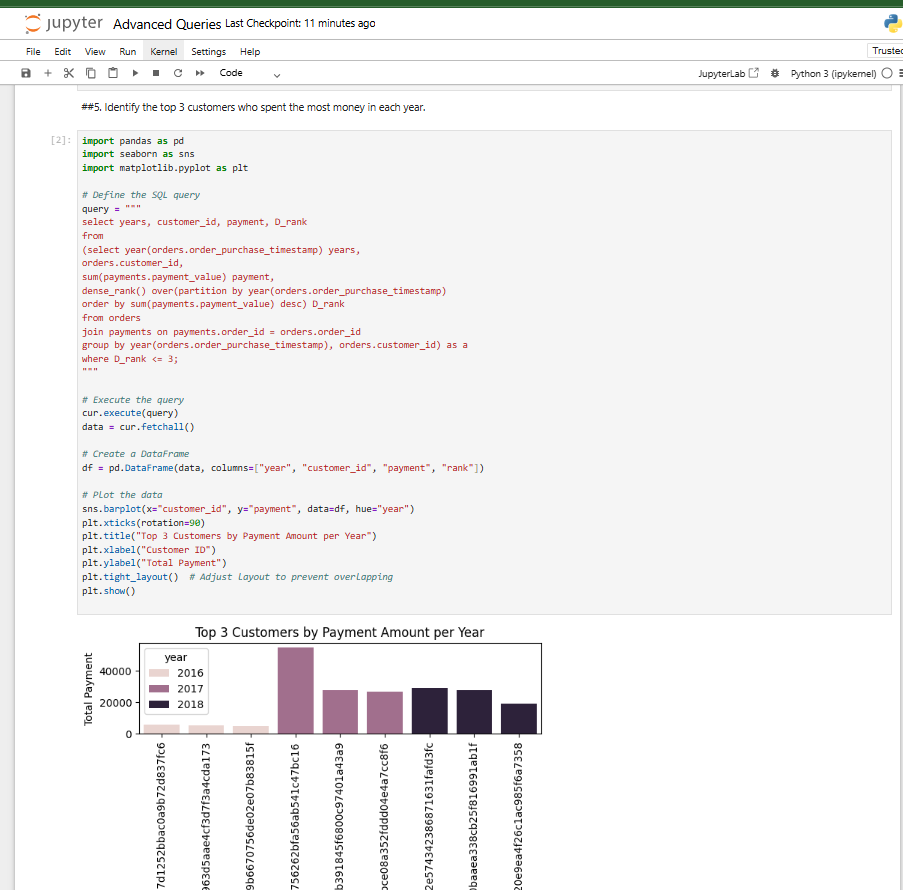 jupyter Advanced Queries Last Checkpoint: 11 minutes ago
File Edit View Run Kernel Settings Help
Trusted
Code
JupyterLab
Python 3 (ipykernel)
##5. Identify the top 3 customers who spent the most money in each year.
[2]:
import pandas as pd
import seaborn as sns
import matplotlib.pyplot as plt
# Define the SQL query
query = """
select years, customer_id, payment, D_rank
from
(select year(orders.order_purchase_timestamp) years,
orders.customer_id,
sum(payments.payment_value) payment,
dense_rank() over(partition by year(orders.order_purchase_timestamp)
order by sum(payments.payment_value) desc) D_rank
from orders
join payments on payments.order_id = orders.order_id
group by year(orders.order_purchase_timestamp), orders.customer_id) as a
where D_rank <= 3;
"""
# Execute the query
cur.execute(query)
data = cur.fetchall()
# Create a DataFrame
df = pd.DataFrame(data, columns=["year", "customer_id", "payment", "rank"])
# Plot the data
sns.barplot(x="customer_id", y="payment", data=df, hue="year")
plt.xticks(rotation=90)
plt.title("Top 3 Customers by Payment Amount per Year")
plt.xlabel("Customer ID")
plt.ylabel("Total Payment")
plt.tight_layout()  # Adjust layout to prevent overlapping
plt.show()
Top 3 Customers by Payment Amount per Year
Total Payment
40000
20000
0
year
2016
2017
2018
7d1252bbac0a9b72d837fc6
963d5aae4cf3d7f3a4cda173
9b6670756de02e07b83815f
756262bfa56ab541c47bc16
b391845f6800c97401a43a9
ce08a352fddd04e4a7cc8f6
2e574342386871631fafd3fc
baaea338cb25f816991ab1f
20e9ea4f26c1ac985f6a7358